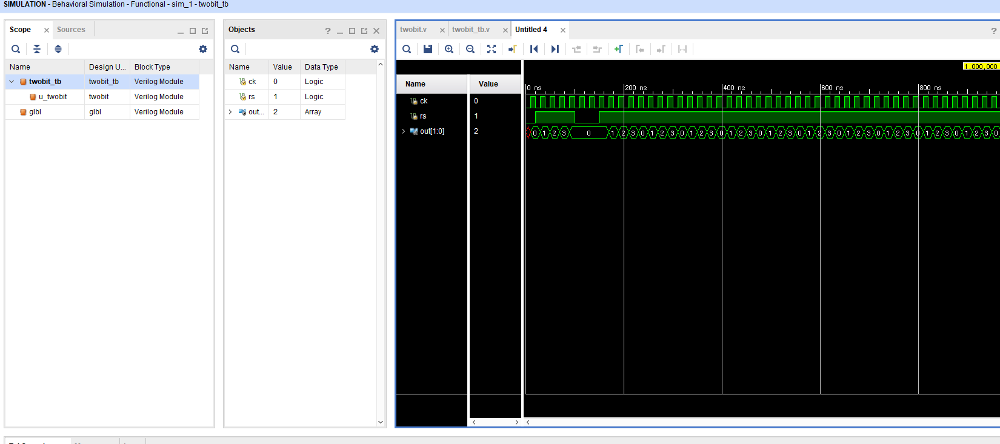 SIMULATION - Behavioral Simulation - Functional - sim_1 - twobit_tb
Scope Sources
Name Design U... Block Type
twobit_tb twobit_tb Verilog Module
u_twobit twobit Verilog Module
glbl glbl Verilog Module
Objects
Name Value Data Type
ck 0 Logic
rs 1 Logic
out... 2 Array
twobit.v twobit_tb.v Untitled 4
1,000,000
Name Value
0 ns 200 ns 400 ns 600 ns 800 ns
ck 0
rs 1
out[1:0] 2
0 1 2 3 0 1 2 3 0 1 2 3 0 1 2 3 0 1 2 3 0 1 2 3 0 1 2 3 0 1 2 3 0 1 2 3 0 1 2 3 0 1 2 3 0